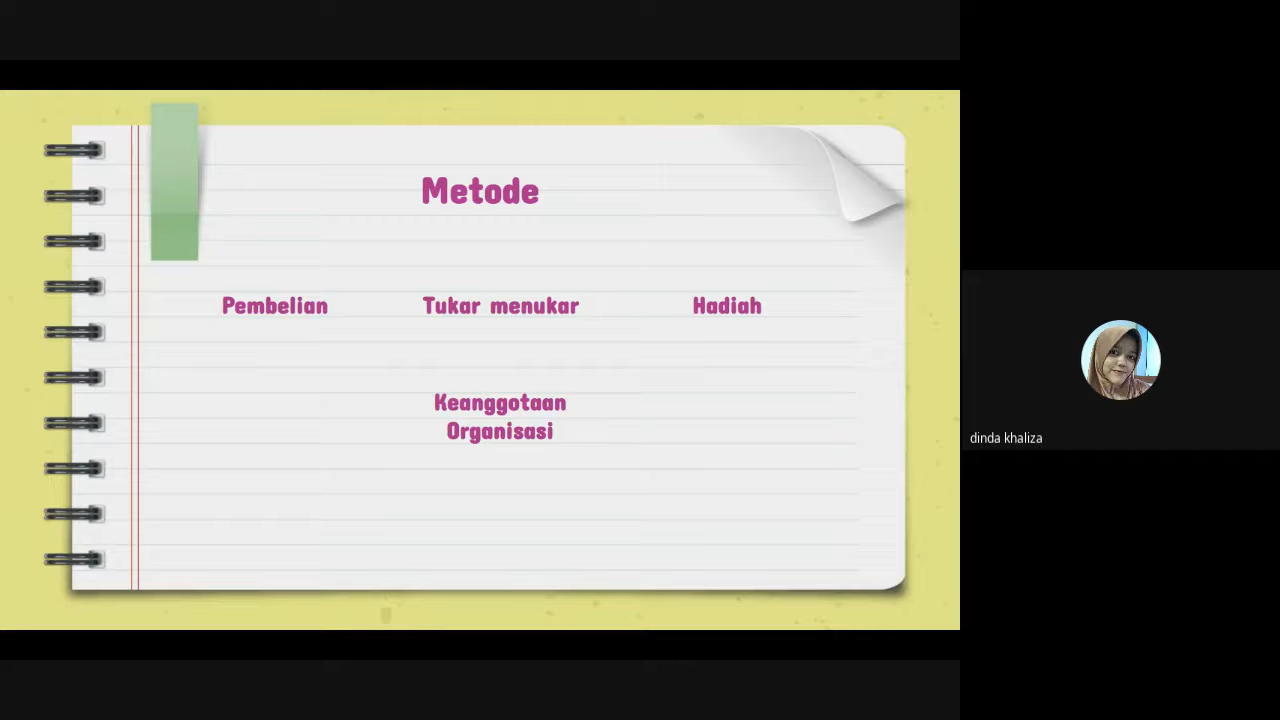 Metode
Pembelian
Tukar menukar
Hadiah
Keanggotaan
Organisasi
dinda khaliza